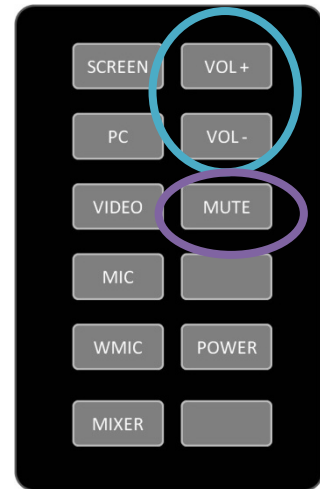 SCREEN VOL+
PC VOL-
VIDEO MUTE
MIC
WMIC POWER
MIXER